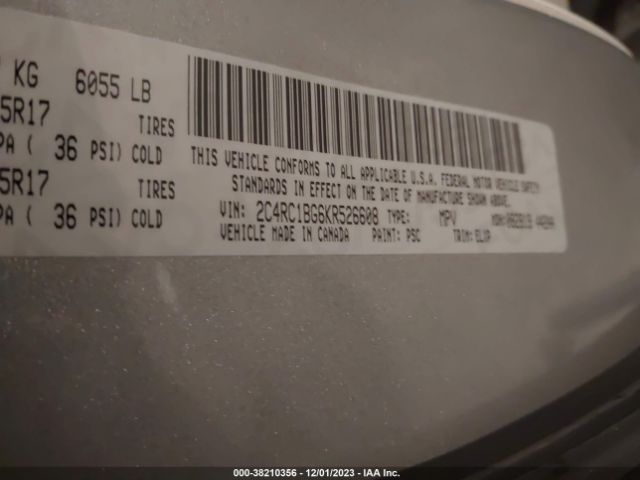 KG 6055 LB
5R17 TIRES
PA ( 36 PSI) COLD
5R17 TIRES
PA ( 36 PSI) COLD
THIS VEHICLE CONFORMS TO ALL APPLICABLE U.S.A. FEDERAL MOTOR VEHICLE SAFETY
STANDARDS IN EFFECT ON THE DATE OF MANUFACTURE SHOWN ABOVE.
VIN: 2C4RC1BG6KR526608 TYPE: MPV
VEHICLE MADE IN CANADA PAINT: PSC TRIM: ELVP
000-38210356 - 12/01/2023 - IAA Inc.